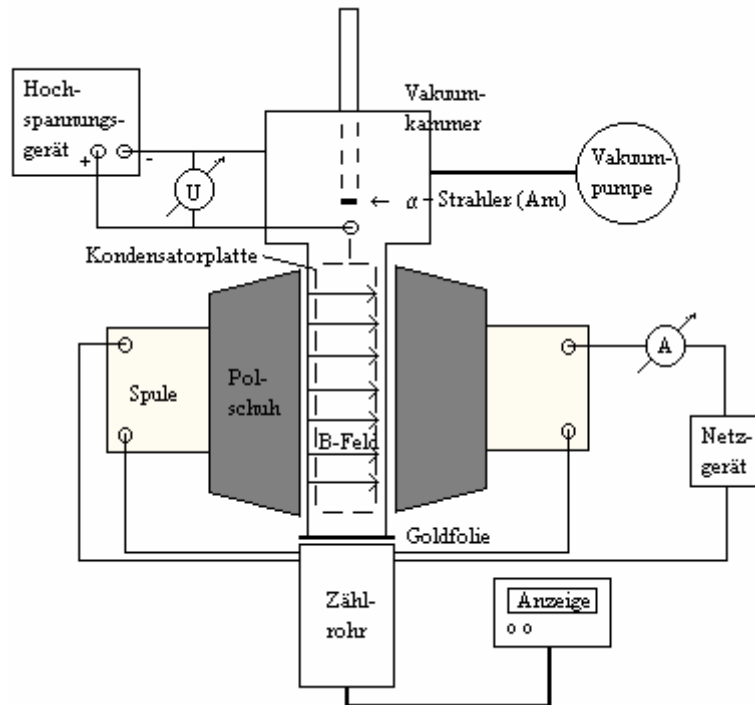 Hoch-
spannungs-
gerät
+
-
U
Vakuum-
kammer
Vakuum-
pumpe
← α – Strahler (Am)
Kondensatorplatte
Spule
Pol-
schuh
B-Feld
A
Netz-
gerät
Goldfolie
Zähl-
rohr
Anzeige